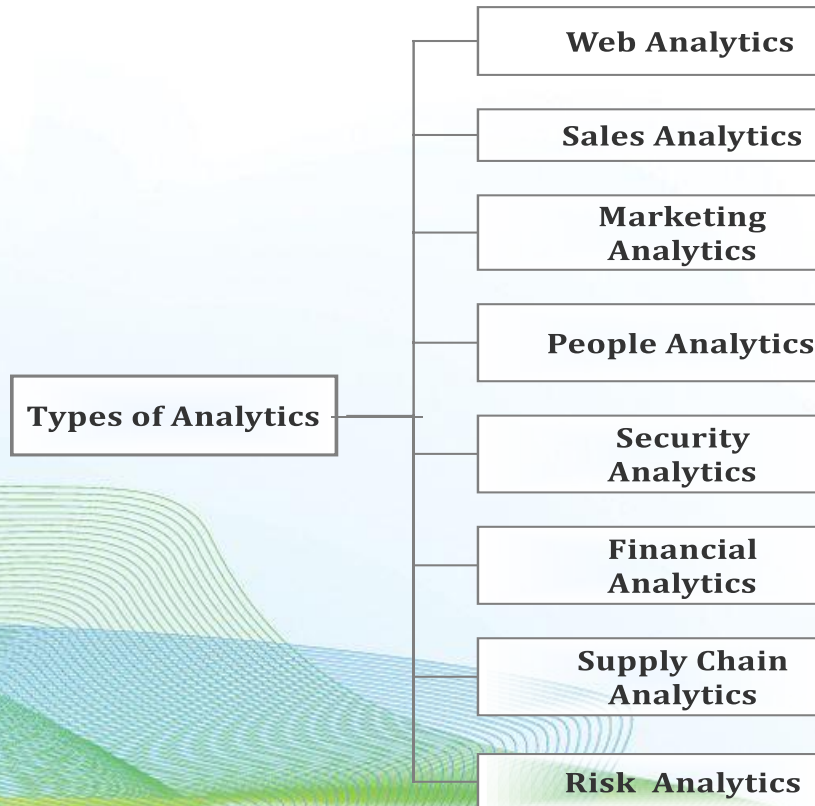 Web Analytics
Sales Analytics
Marketing
Analytics
People Analytics
Types of Analytics
Security
Analytics
Financial
Analytics
Supply Chain
Analytics
Risk Analytics